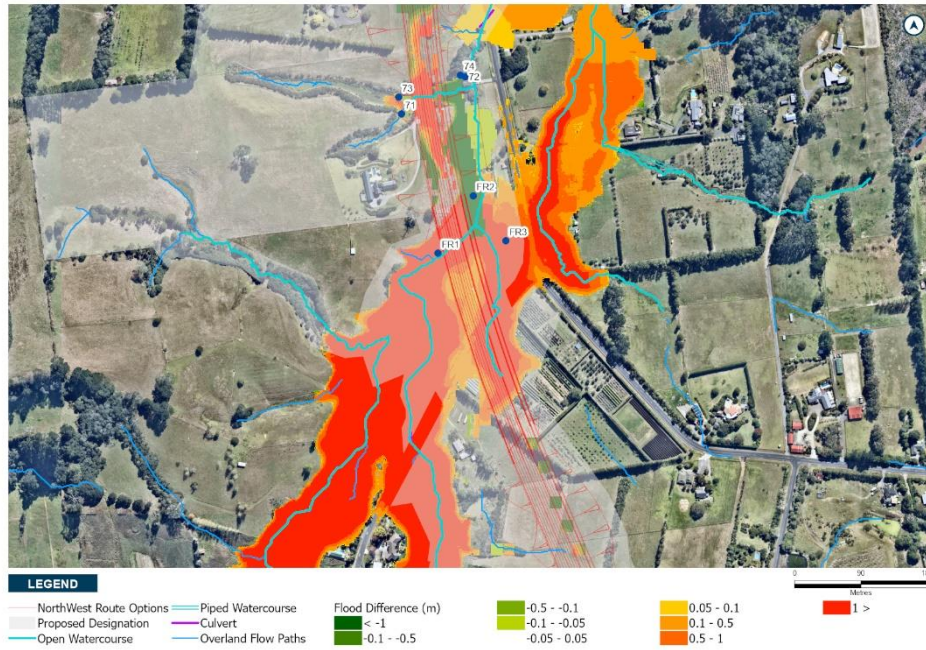 74
72
73
71
FR2
FR1
FR3
LEGEND
NorthWest Route Options
Proposed Designation
Open Watercourse
Piped Watercourse
Culvert
Overland Flow Paths
Flood Difference (m)
< -1
-0.1 - -0.5
-0.5 - -0.1
-0.1 - -0.05
-0.05 - 0.05
0.05 - 0.1
0.1 - 0.5
0.5 - 1
1 >
0 90
Metres